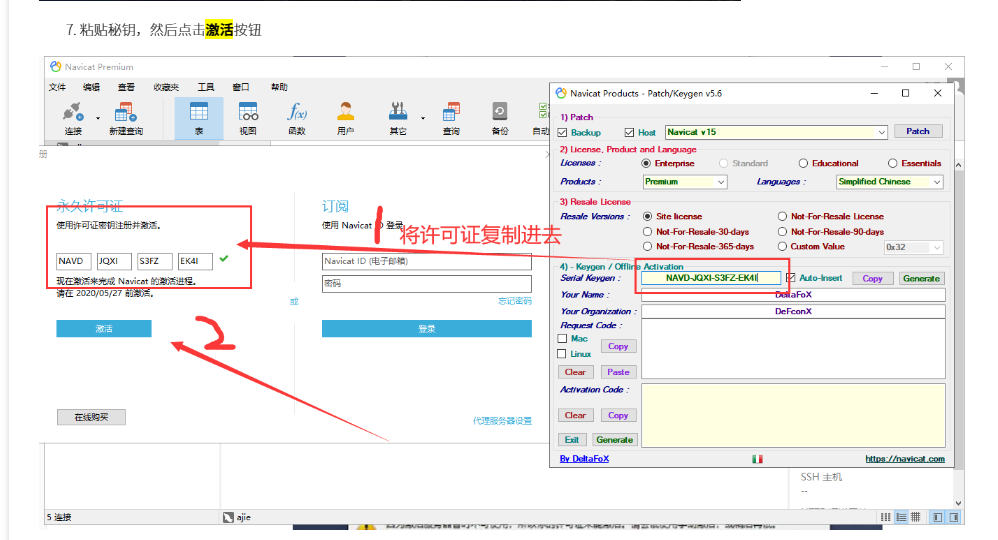 7. 粘贴秘钥，然后点击激活按钮
Navicat Premium
文件 编辑 查看 收藏夹 工具 窗口 帮助
连接 新建查询 表 视图 函数 用户 其它 查询 备份 自动
册
永久许可证
使用许可证密钥注册并激活。
NAVD JQXI S3FZ EK4I
现在激活来完成 Navicat 的激活进程。
请在 2020/05/27 前激活。
激活
在线购买
或
订阅
使用 Navicat ID 登录
Navicat ID (电子邮箱)
密码
忘记密码
登录
代理服务器设置
1
将许可证复制进去
2
Navicat Products - Patch/Keygen v5.6
1) Patch
Backup Host Navicat v15 Patch
2) License, Product and Language
Licenses : Enterprise Standard Educational Essentials
Products : Premium Languages : Simplified Chinese
3) Resale License
Resale Versions : Site license Not-For-Resale License
Not-For-Resale-30-days Not-For-Resale-90-days
Not-For-Resale-365-days Custom Value 0x32
4) - Keygen / Offline Activation
Serial Keygen : NAVD-JQXI-S3FZ-EK4I Auto-Insert Copy Generate
Your Name : DeltaFoX
Your Organization : DeFconX
Request Code :
Mac
Linux
Copy
Clear Paste
Activation Code :
Clear Copy
Exit Generate
By DeltaFoX https://navicat.com
SSH 主机
--
5 连接 ajie